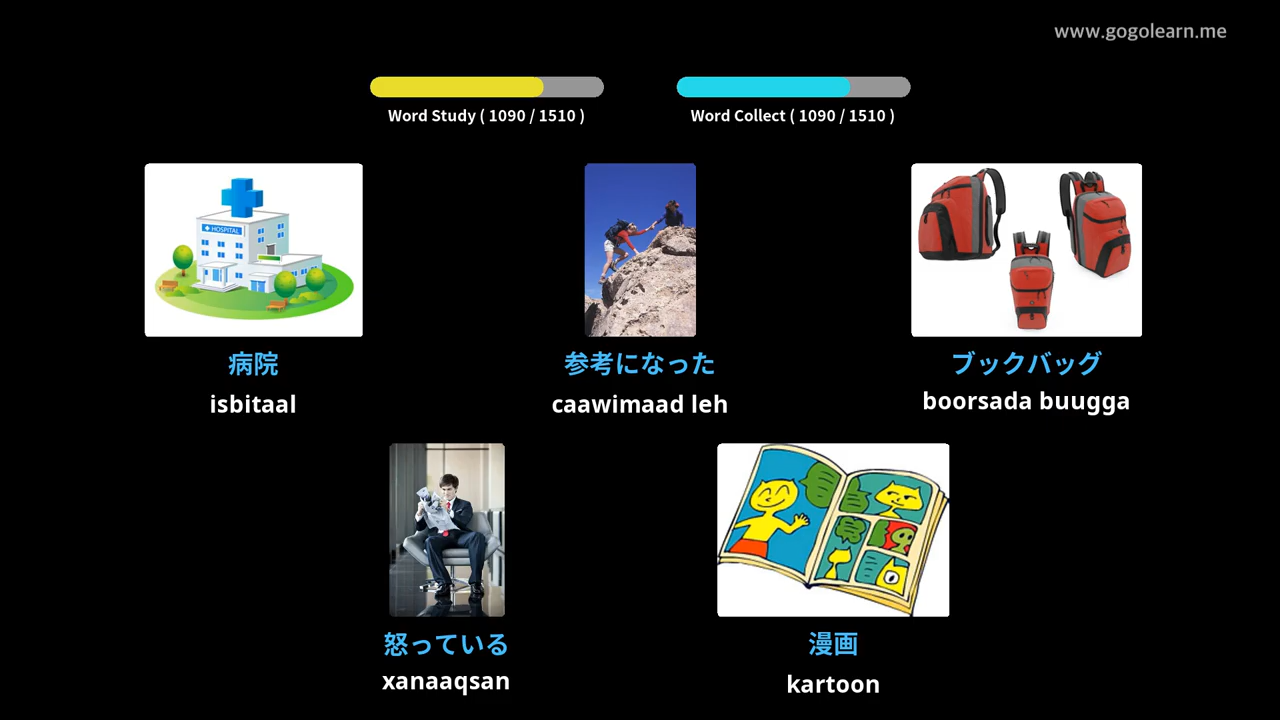 www.gogolearn.me
Word Study ( 1090 / 1510 )
Word Collect ( 1090 / 1510 )
HOSPITAL
病院
参考になった
ブックバッグ
isbitaal
caawimaad leh
boorsada buugga
怒っている
漫画
xanaaqsan
kartoon